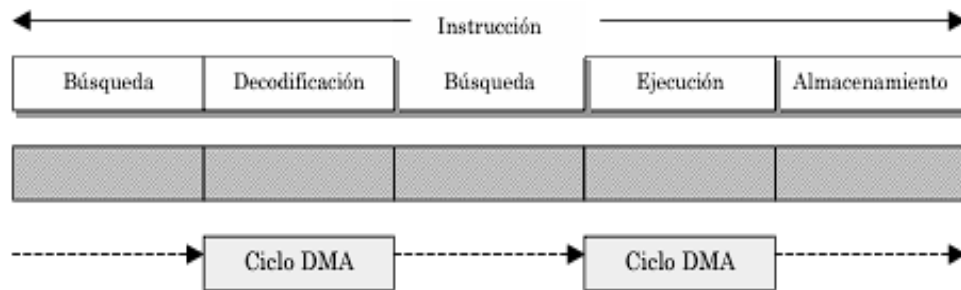 Instrucción
Búsqueda Decodificación Búsqueda Ejecución Almacenamiento
Ciclo DMA Ciclo DMA